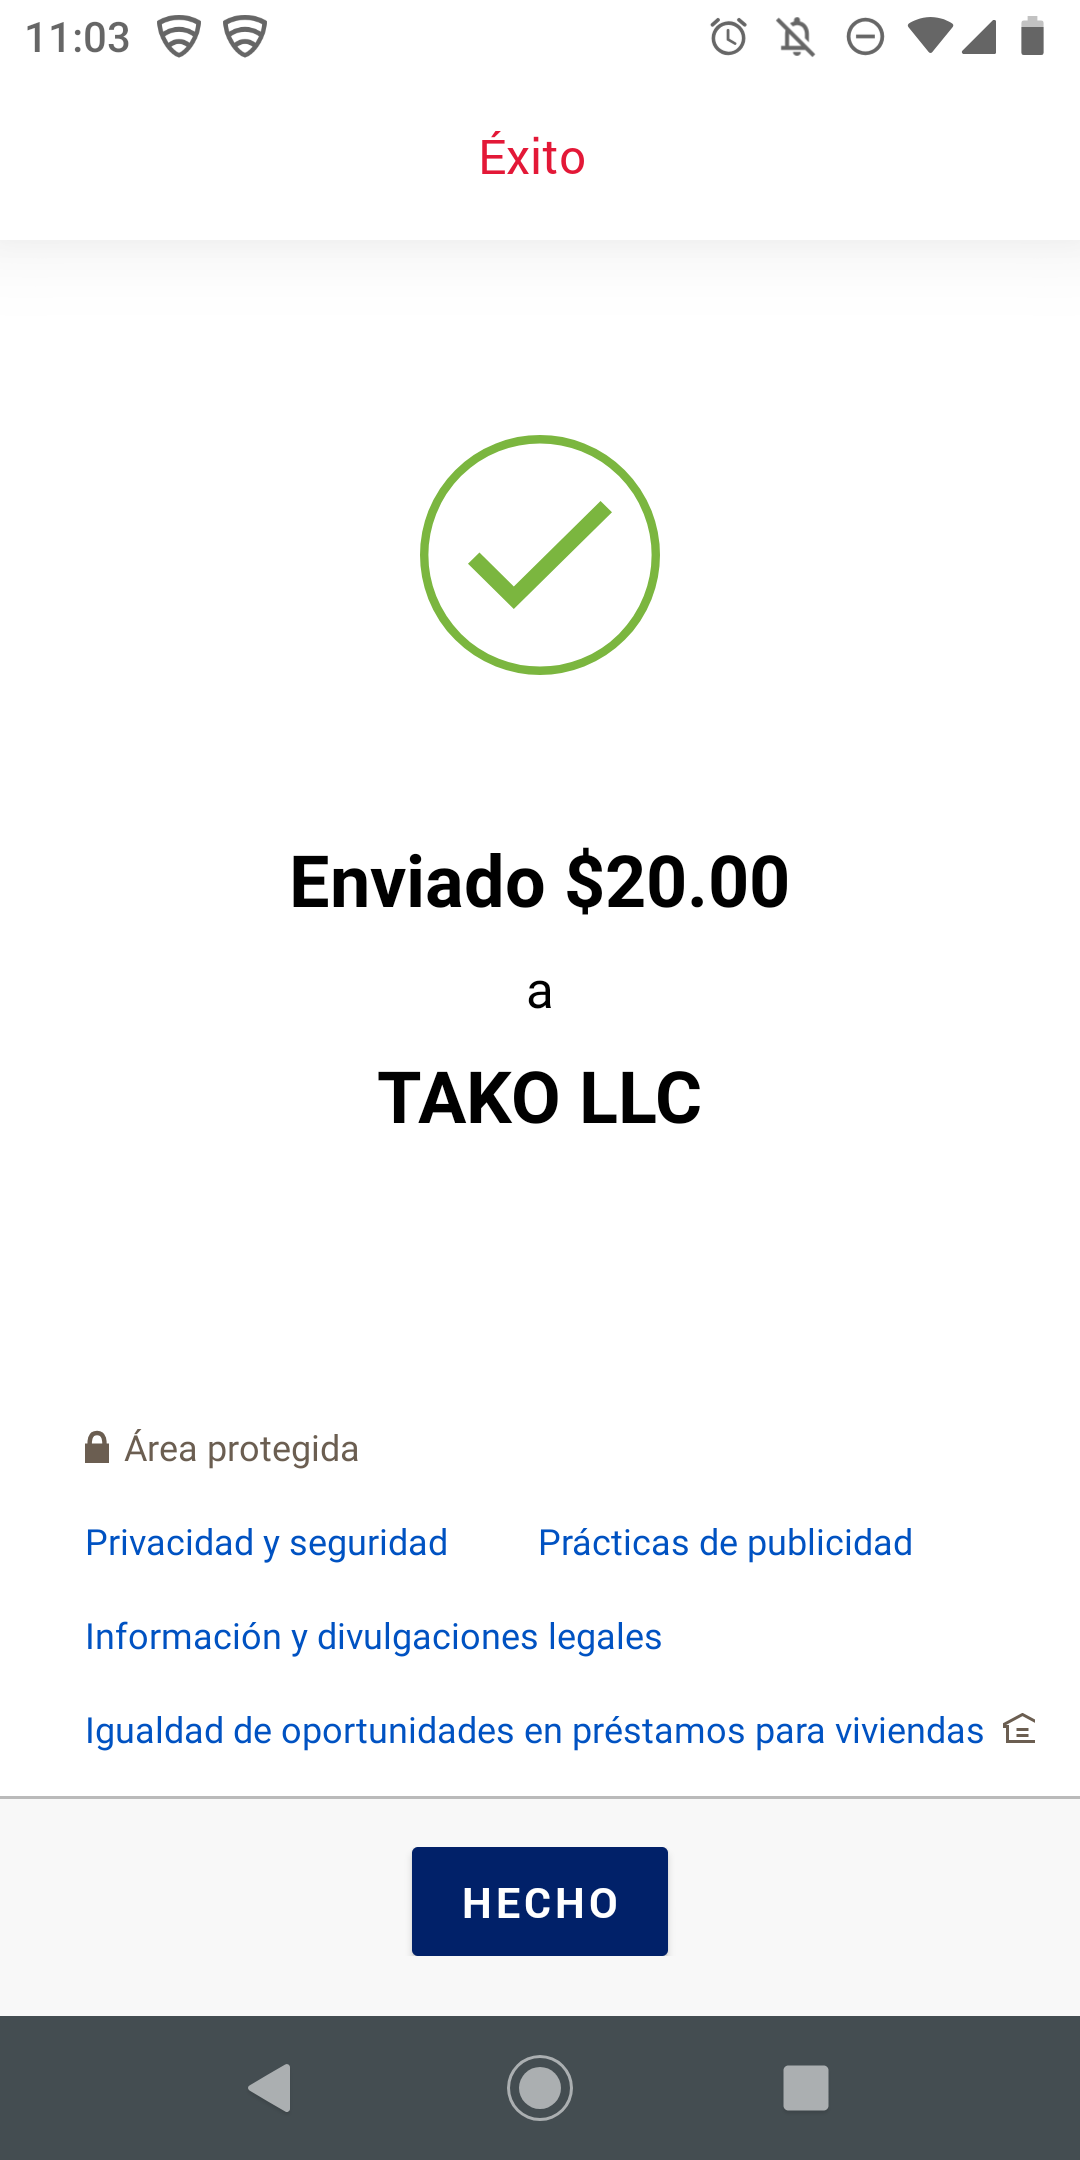 11:03
Éxito
Enviado $20.00
a
TAKO LLC
Área protegida
Privacidad y seguridad Prácticas de publicidad
Información y divulgaciones legales
Igualdad de oportunidades en préstamos para viviendas
HECHO